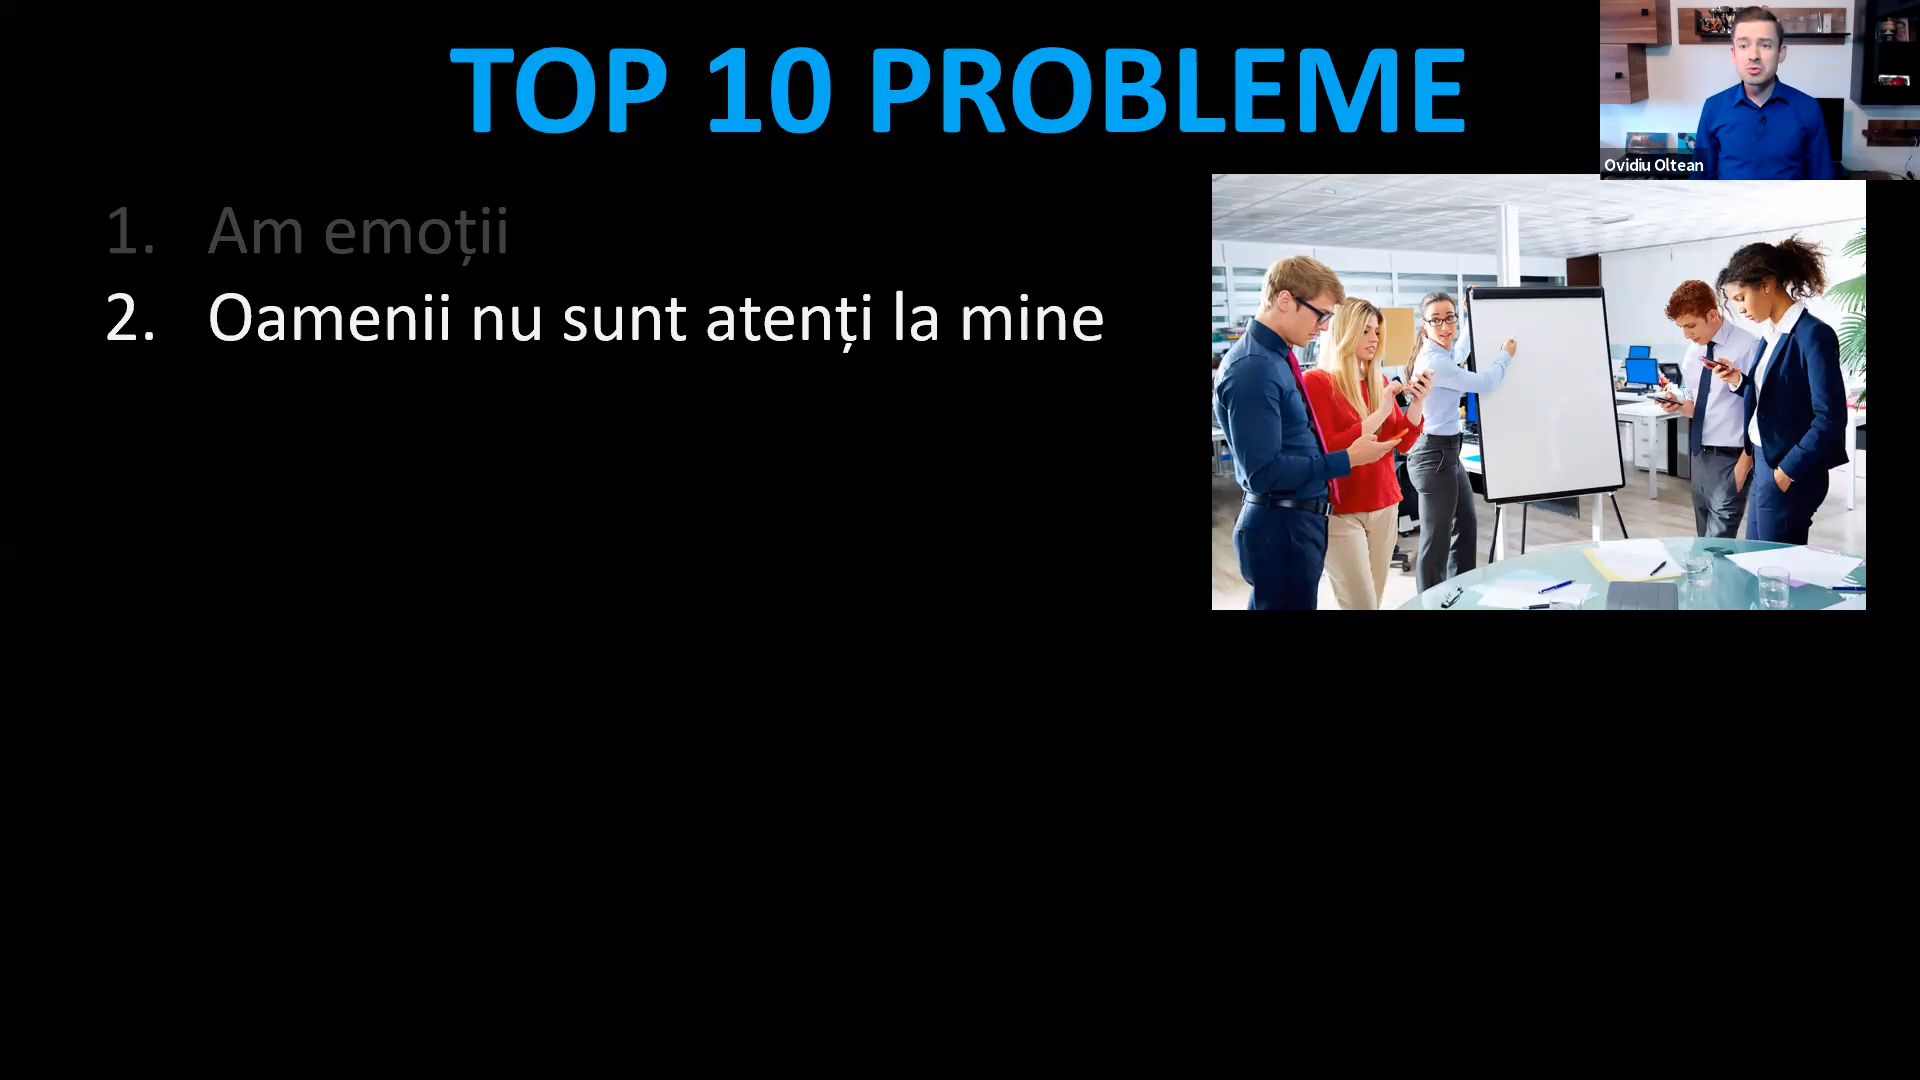 TOP 10 PROBLEME
Ovidiu Oltean
1. Am emoții
2. Oamenii nu sunt atenți la mine